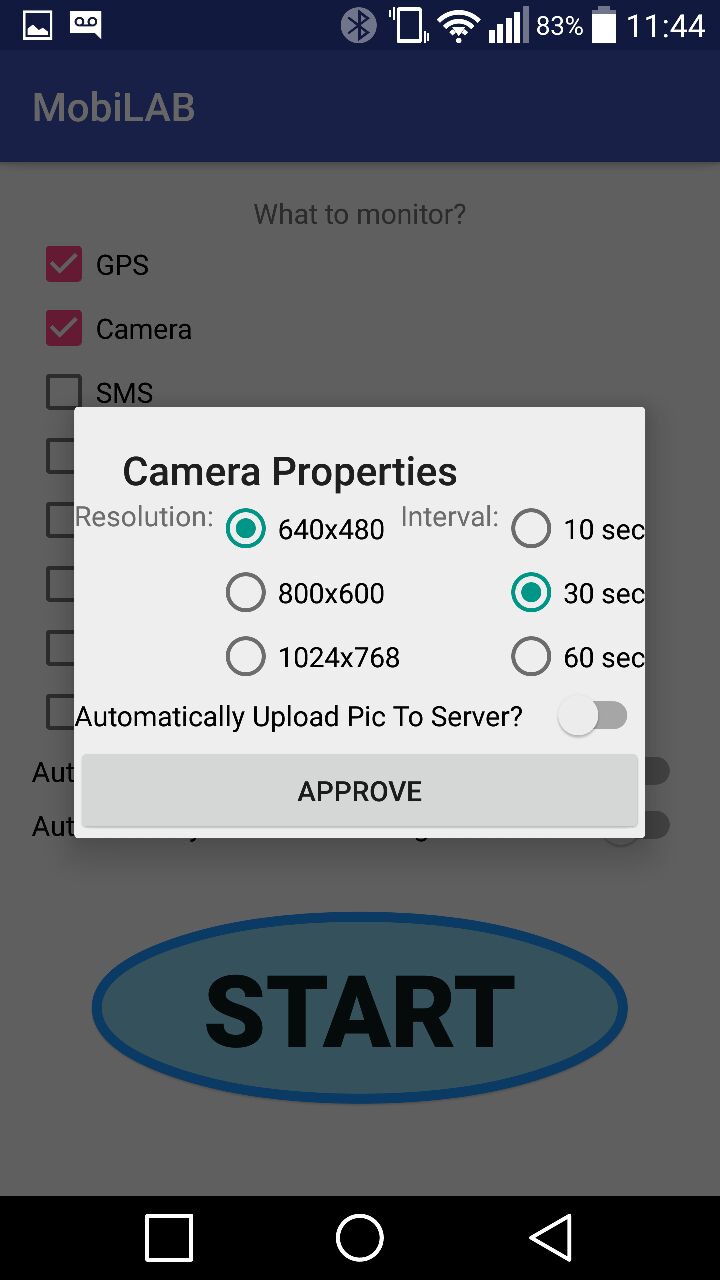 83% 11:44
MobiLAB
What to monitor?
GPS
Camera
SMS
Camera Properties
Resolution: 640x480 Interval: 10 sec
800x600 30 sec
1024x768 60 sec
Automatically Upload Pic To Server?
APPROVE
Aut
Aut
START